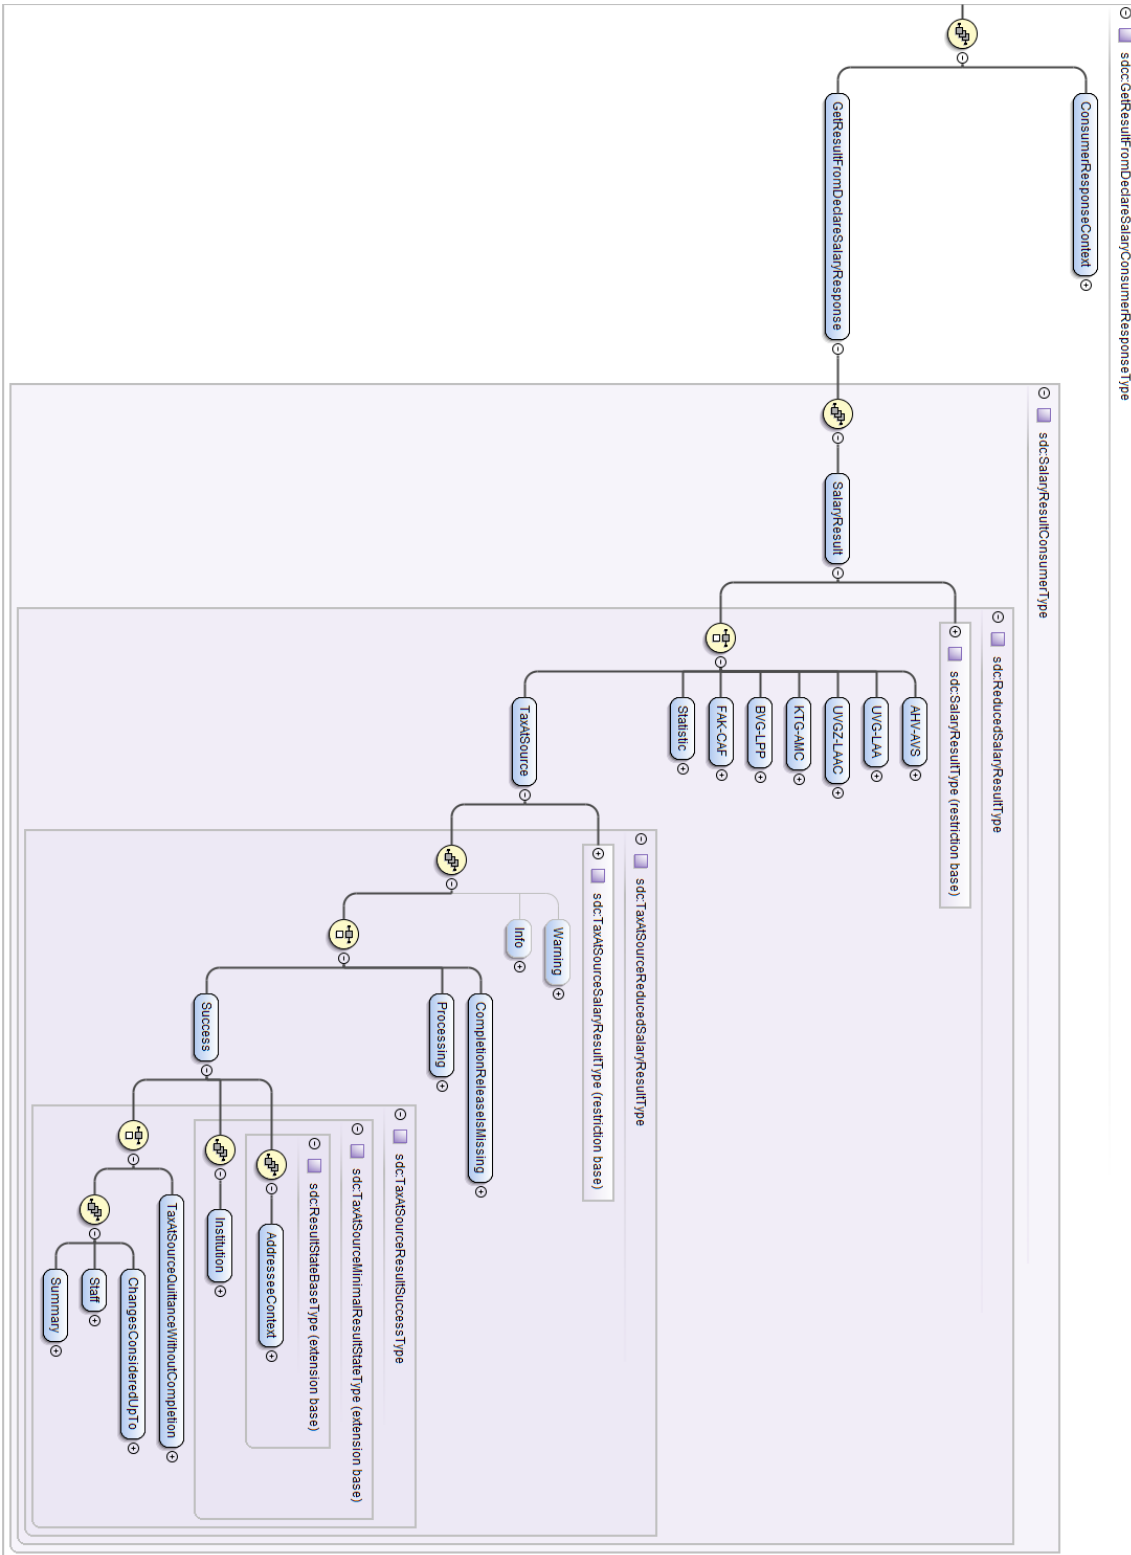 sdcc:GetResultFromDeclareSalaryConsumerResponseType
ConsumerResponseContext
GetResultFromDeclareSalaryResponse
sdc:SalaryResultConsumerType
SalaryResult
sdc:ReducedSalaryResultType
sdc:SalaryResultType (restriction base)
AHV-AVS
UVG-LAA
UVGZ-LAAC
KTG-AMC
BVG-LPP
FAK-CAF
Statistic
TaxAtSource
sdc:TaxAtSourceReducedSalaryResultType
sdc:TaxAtSourceSalaryResultType (restriction base)
Warning
Info
CompletionReleaseIsMissing
Processing
Success
sdc:TaxAtSourceResultSuccessType
sdc:TaxAtSourceMinimalResultStateType (extension base)
sdc:ResultStateBaseType (extension base)
AddresseeContext
Institution
TaxAtSourceQuittanceWithoutCompletion
ChangesConsideredUpTo
Staff
Summary